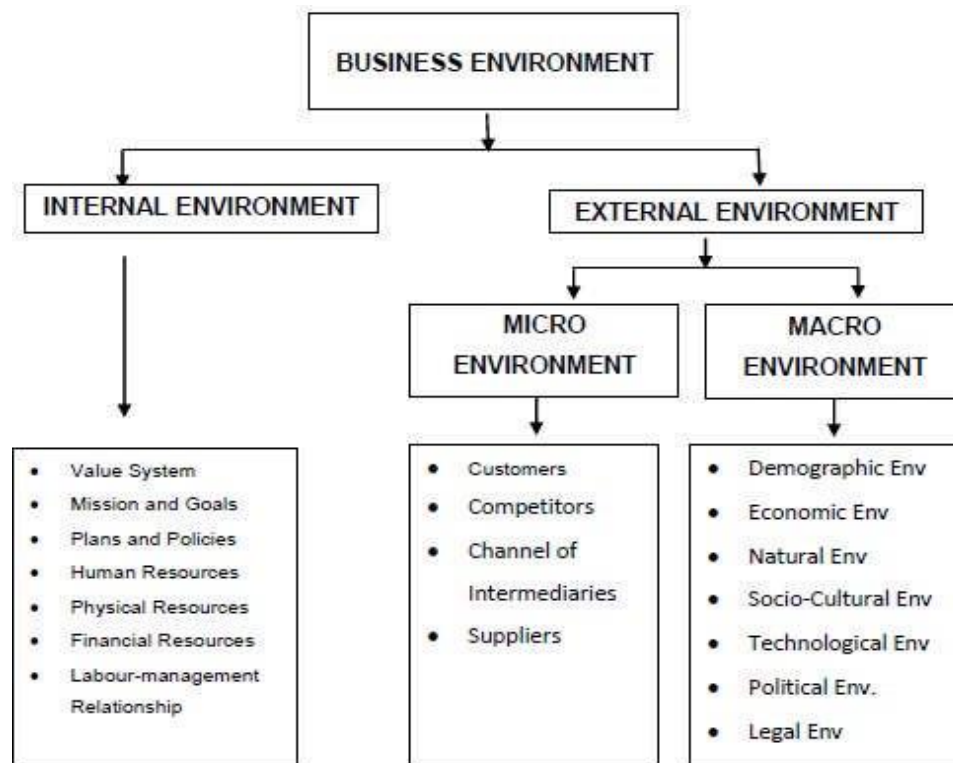 BUSINESS ENVIRONMENT
INTERNAL ENVIRONMENT
EXTERNAL ENVIRONMENT
MICRO
ENVIRONMENT
MACRO
ENVIRONMENT
• Value System
• Mission and Goals
• Plans and Policies
• Human Resources
• Physical Resources
• Financial Resources
• Labour-management
Relationship
• Customers
• Competitors
• Channel of
Intermediaries
• Suppliers
• Demographic Env
• Economic Env
• Natural Env
• Socio-Cultural Env
• Technological Env
• Political Env.
• Legal Env